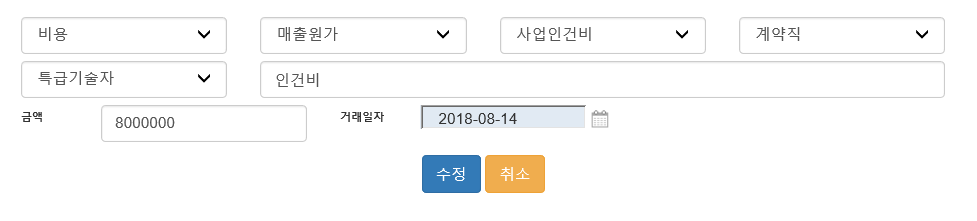 비용 매출원가 사업인건비 계약직
특급기술자 인건비
금액 8000000 거래일자 2018-08-14
수정 취소